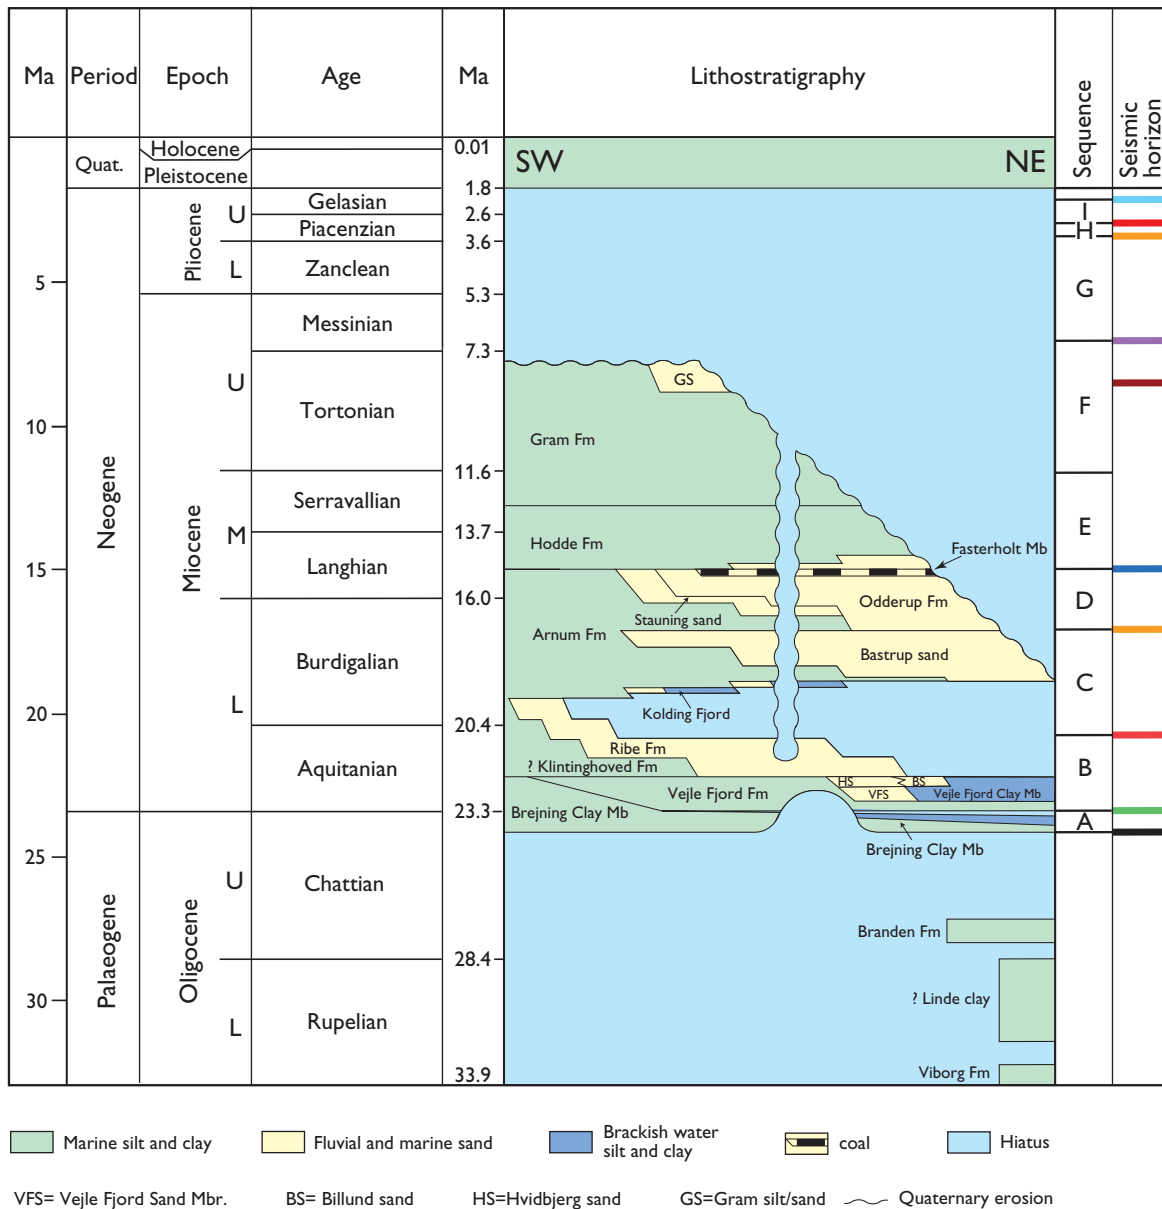 Ma
Period
Epoch
Age
Ma
Lithostratigraphy
Sequence
Seismic
horizon
Quat.
Holocene
Pleistocene
0.01
SW
NE
1.8
Gelasian
2.6
Piacenzian
3.6
Pliocene
U
L
Zanclean
5
5.3
Messinian
7.3
I
H
G
Neogene
Miocene
U
Tortonian
GS
Gram Fm
F
10
11.6
Serravallian
M
13.7
Hodde Fm
E
Langhian
Fasterholt Mb
15
16.0
Stauning sand
Odderup Fm
D
Arnum Fm
Burdigalian
Bastrup sand
C
L
Kolding Fjord
20
20.4
Ribe Fm
? Klintinghoved Fm
Aquitanian
B
HS
BS
Vejle Fjord Fm
VFS
Vejle Fjord Clay Mb
23.3
Brejning Clay Mb
A
Brejning Clay Mb
25
Palaeogene
Oligocene
U
Chattian
Branden Fm
28.4
? Linde clay
30
L
Rupelian
Viborg Fm
33.9
Marine silt and clay
Fluvial and marine sand
Brackish water
silt and clay
coal
Hiatus
VFS= Vejle Fjord Sand Mbr.
BS= Billund sand
HS=Hvidbjerg sand
GS=Gram silt/sand
Quaternary erosion